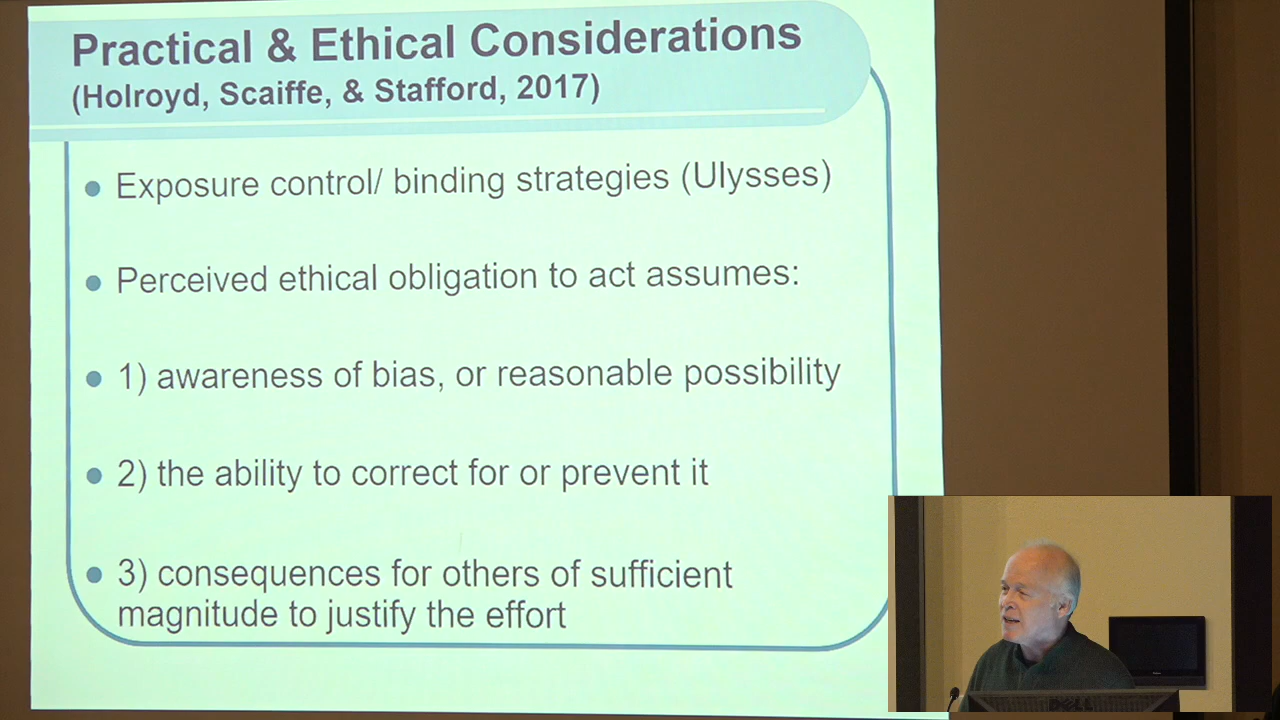 Practical & Ethical Considerations
(Holroyd, Scaiffe, & Stafford, 2017)
Exposure control/ binding strategies (Ulysses)
Perceived ethical obligation to act assumes:
1) awareness of bias, or reasonable possibility
2) the ability to correct for or prevent it
3) consequences for others of sufficient
magnitude to justify the effort
DELL